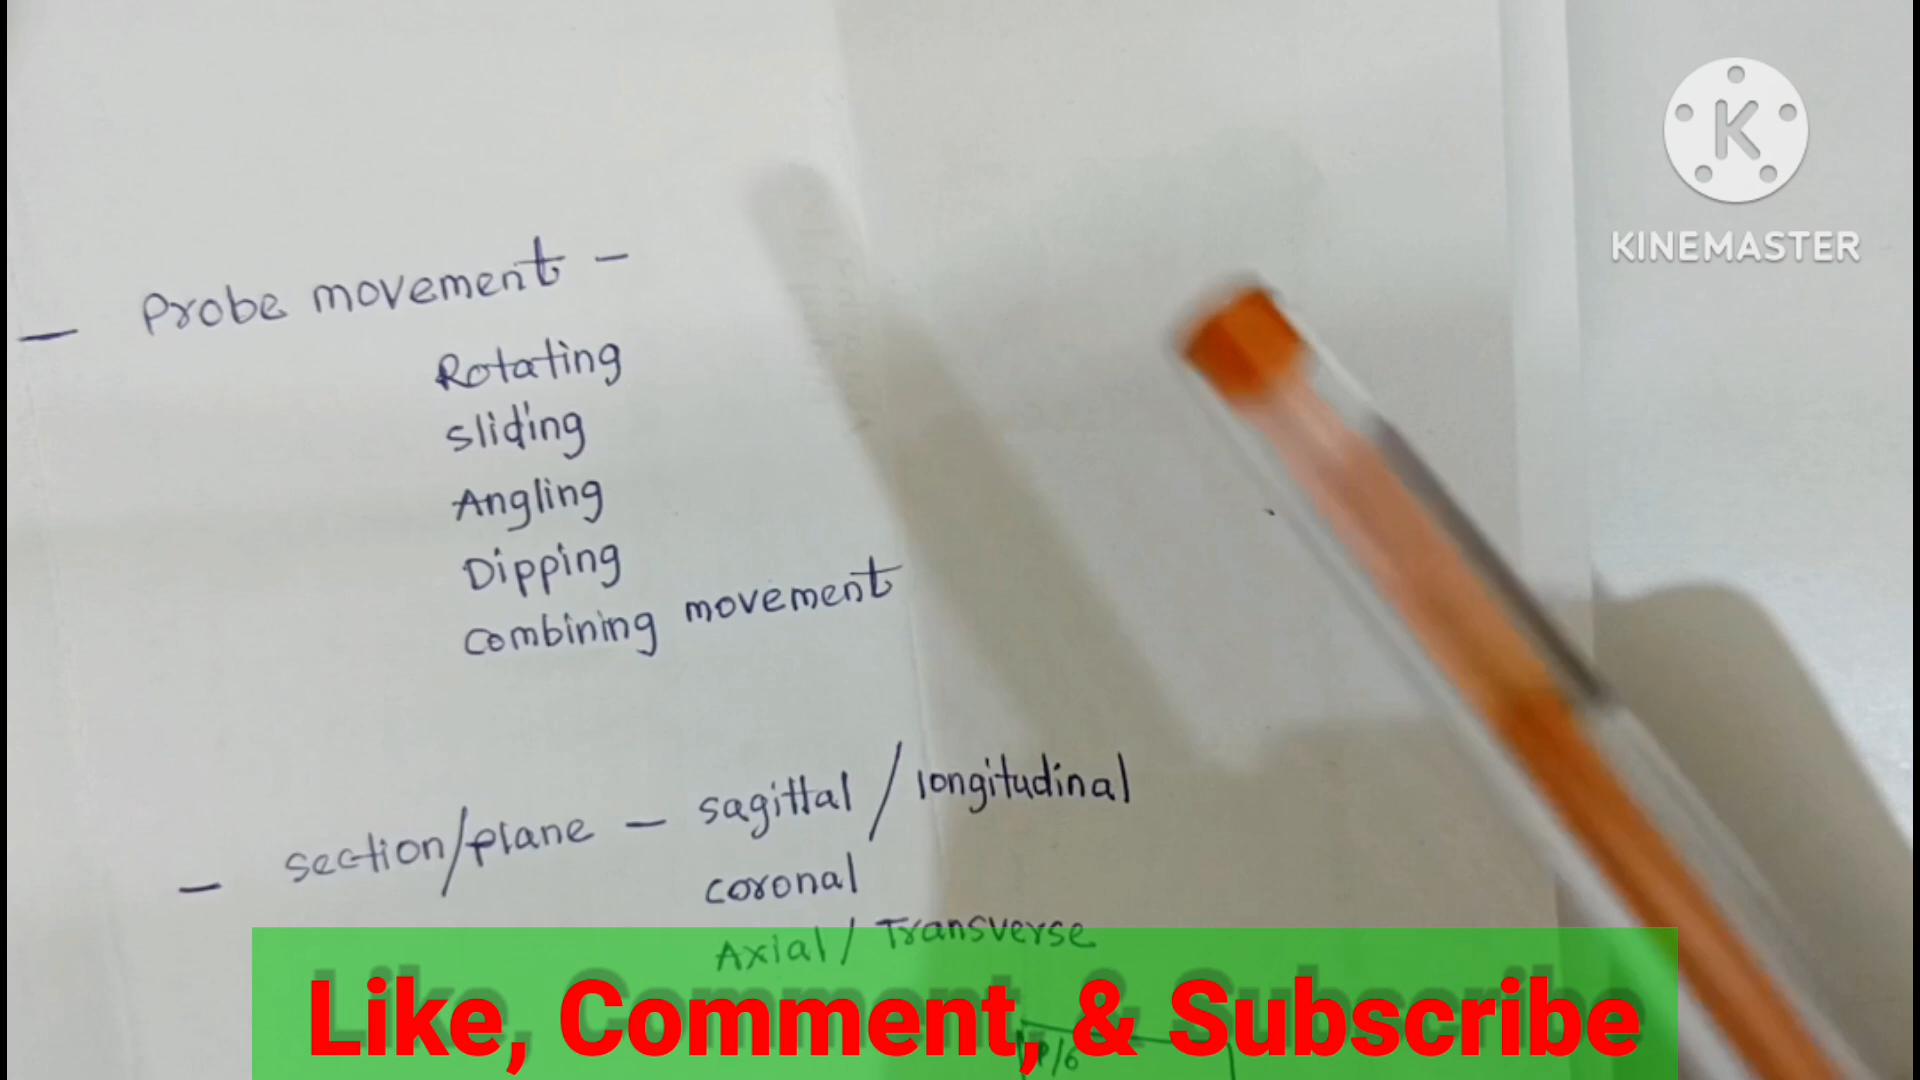 K
KINEMASTER
— Probe movement —
Rotating
sliding
Angling
Dipping
combining movement
— section/plane — sagittal / longitudinal
coronal
Axial / Transverse
Like, Comment, & Subscribe
P/6